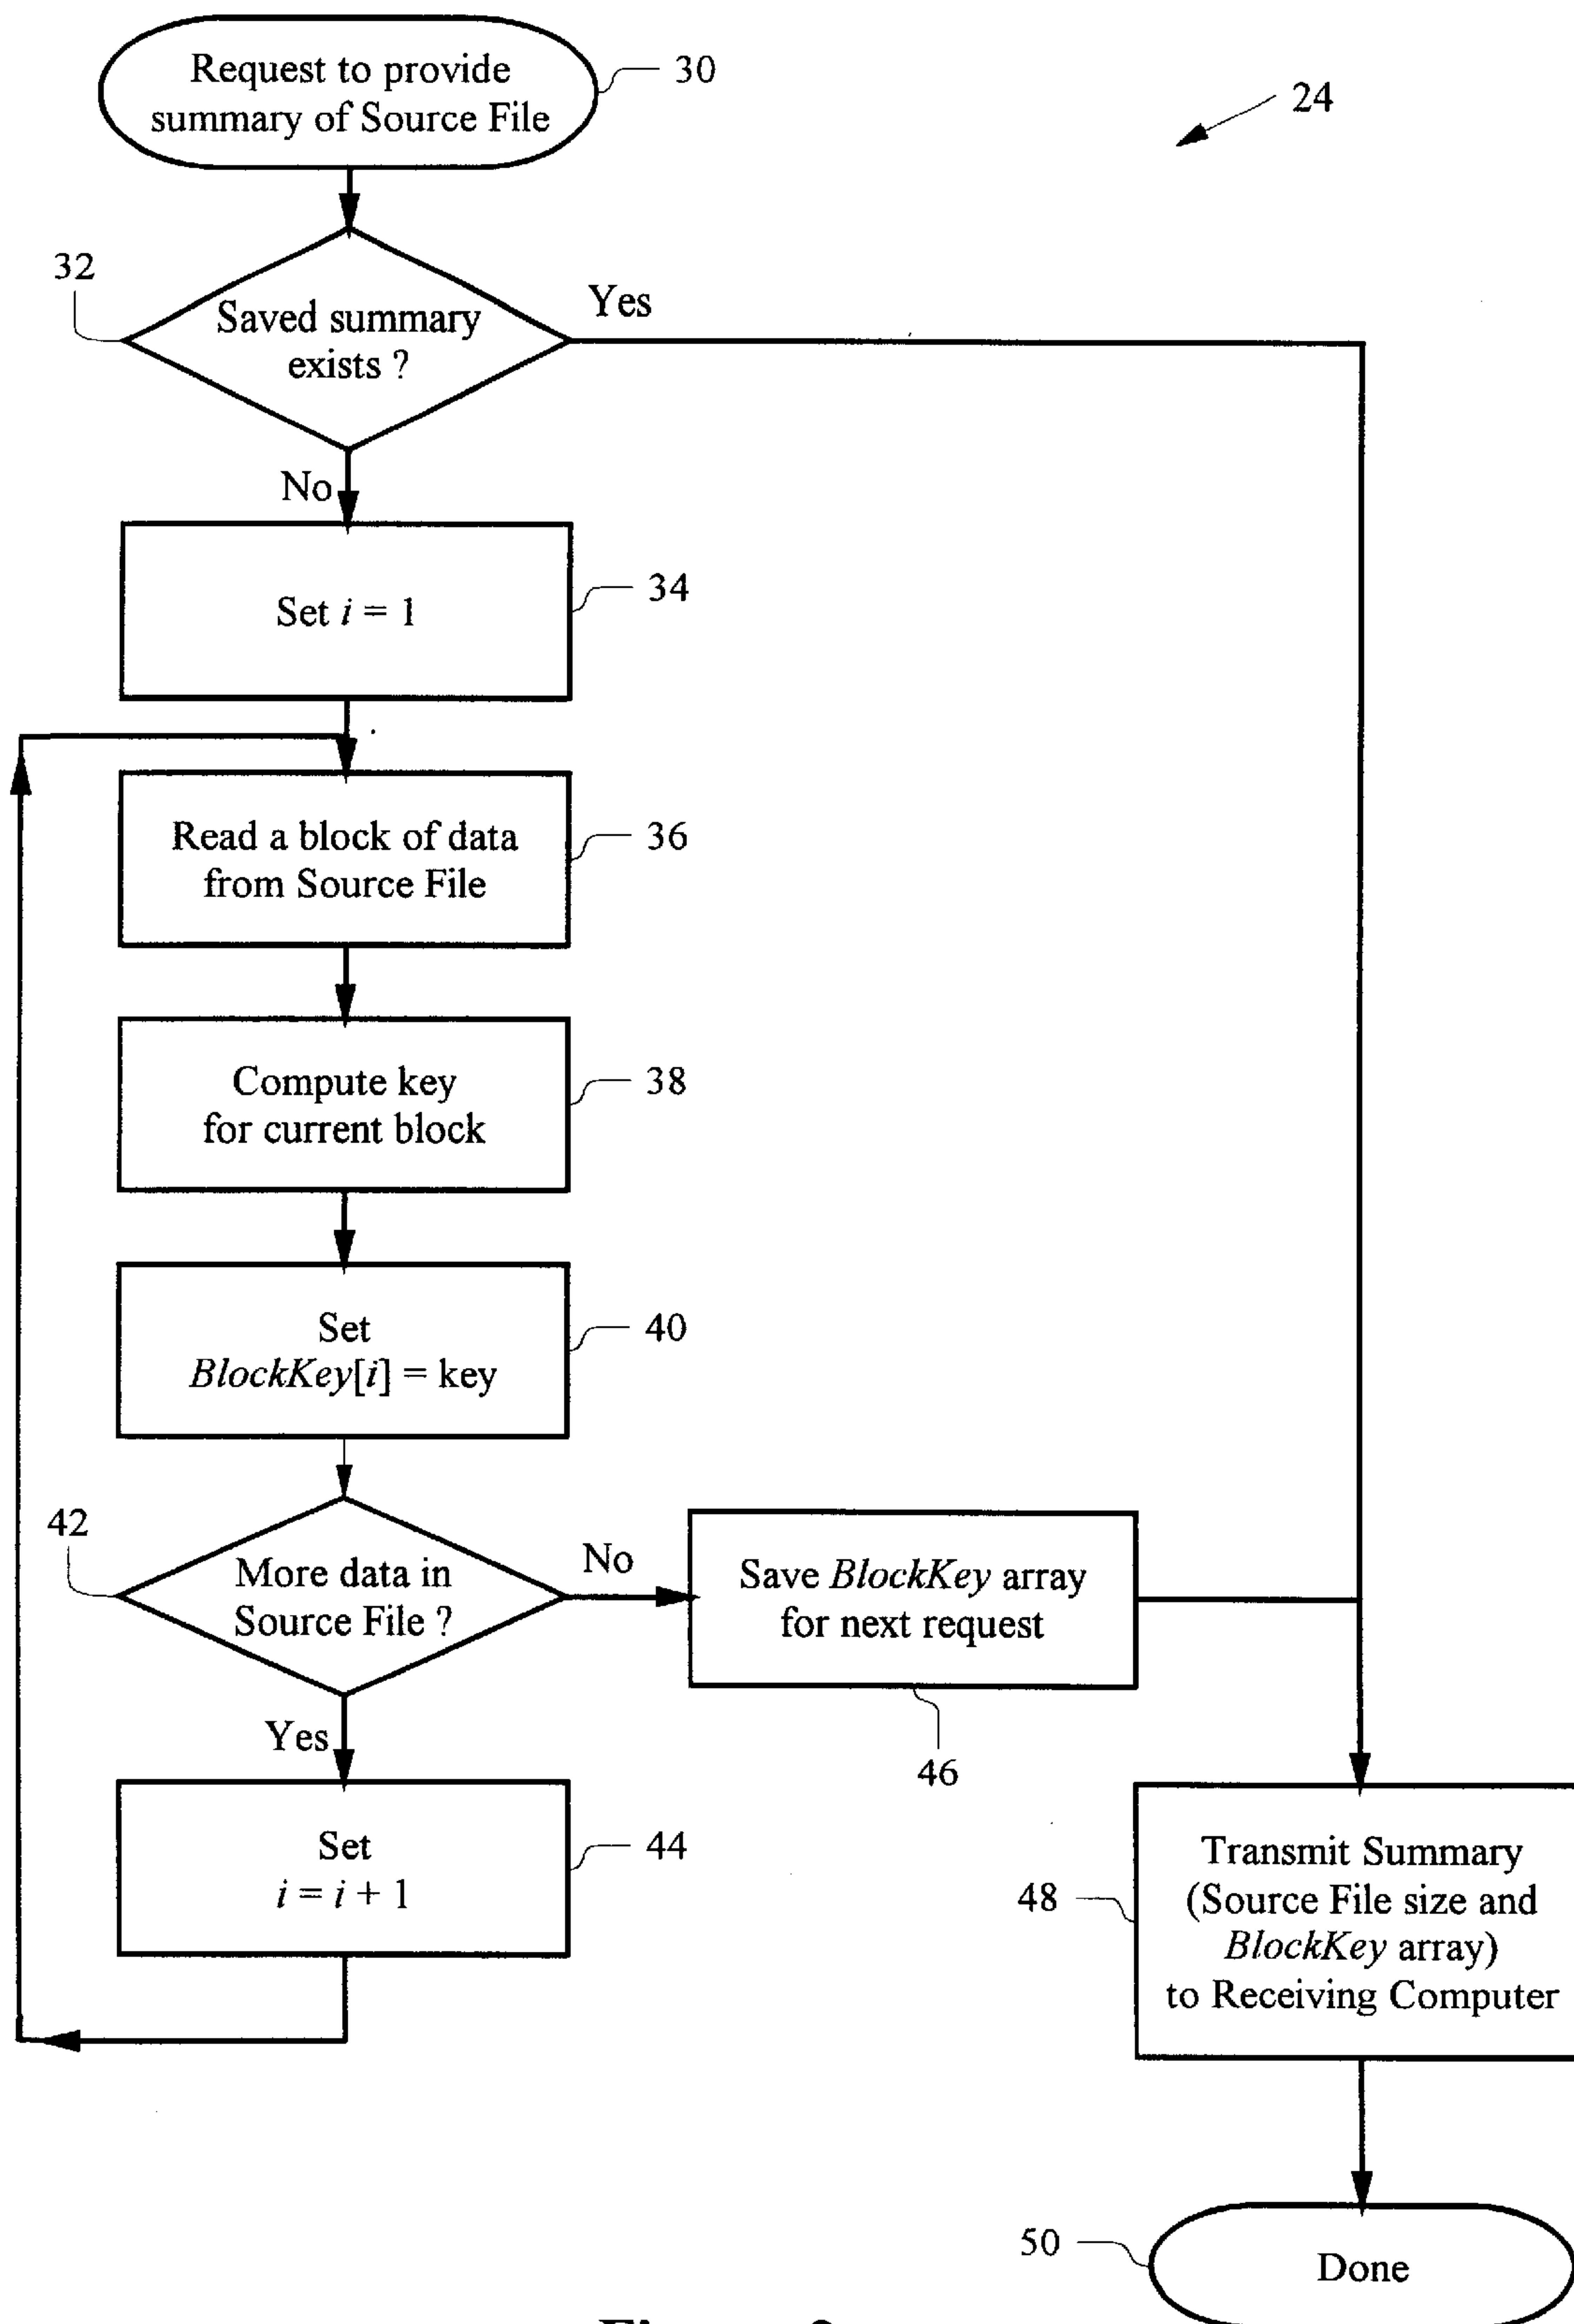 Request to provide
summary of Source File
30
24
32
Saved summary
exists ?
Yes
No
Set i = 1
34
Read a block of data
from Source File
36
Compute key
for current block
38
Set
BlockKey[i] = key
40
42
More data in
Source File ?
No
Save BlockKey array
for next request
46
Yes
Set
i = i + 1
44
48
Transmit Summary
(Source File size and
BlockKey array)
to Receiving Computer
50
Done